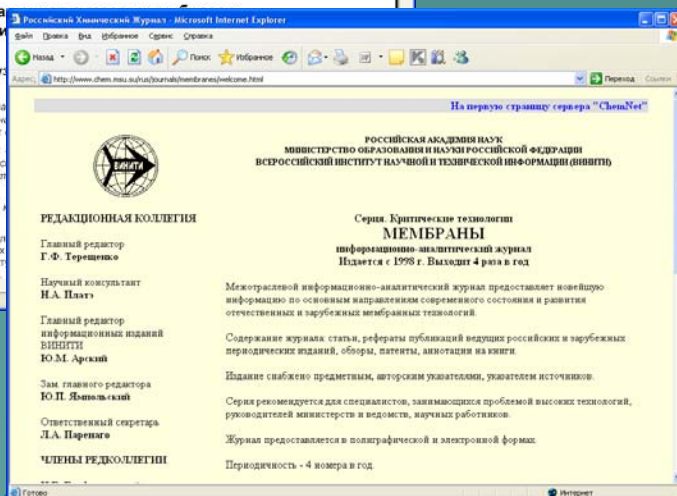 Российский Химический Журнал - Microsoft Internet Explorer
Файл Правка Вид Избранное Сервис Справка
Назад Поиск Избранное
Адрес: http://www.chem.msu.su/rus/journals/membranes/welcome.html Переход Ссылки
На первую страницу сервера "ChemNet"
РОССИЙСКАЯ АКАДЕМИЯ НАУК
МИНИСТЕРСТВО ОБРАЗОВАНИЯ И НАУКИ РОССИЙСКОЙ ФЕДЕРАЦИИ
ВСЕРОССИЙСКИЙ ИНСТИТУТ НАУЧНОЙ И ТЕХНИЧЕСКОЙ ИНФОРМАЦИИ (ВИНИТИ)
ВИНИТИ
РЕДАКЦИОННАЯ КОЛЛЕГИЯ
Главный редактор
Г.Ф. Терещенко
Научный консультант
Н.А. Платэ
Главный редактор
информационных изданий
ВИНИТИ
Ю.М. Арский
Зам. главного редактора
Ю.П. Ямпольский
Ответственный секретарь
Л.А. Паренаго
ЧЛЕНЫ РЕДКОЛЛЕГИИ
Серия. Критические технологии
МЕМБРАНЫ
информационно-аналитический журнал
Издается с 1998 г. Выходит 4 раза в год
Межотраслевой информационно-аналитический журнал предоставляет новейшую
информацию по основным направлениям современного состояния и развития
отечественных и зарубежных мембранных технологий.
Содержание журнала: статьи, рефераты публикаций ведущих российских и зарубежных
периодических изданий, обзоры, патенты, аннотации на книги.
Издание снабжено предметным, авторским указателями, указателем источников.
Серия рекомендуется для специалистов, занимающихся проблемой высоких технологий,
руководителей министерств и ведомств, научных работников.
Журнал предоставляется в полиграфической и электронной формах.
Периодичность - 4 номера в год.
Готово Интернет